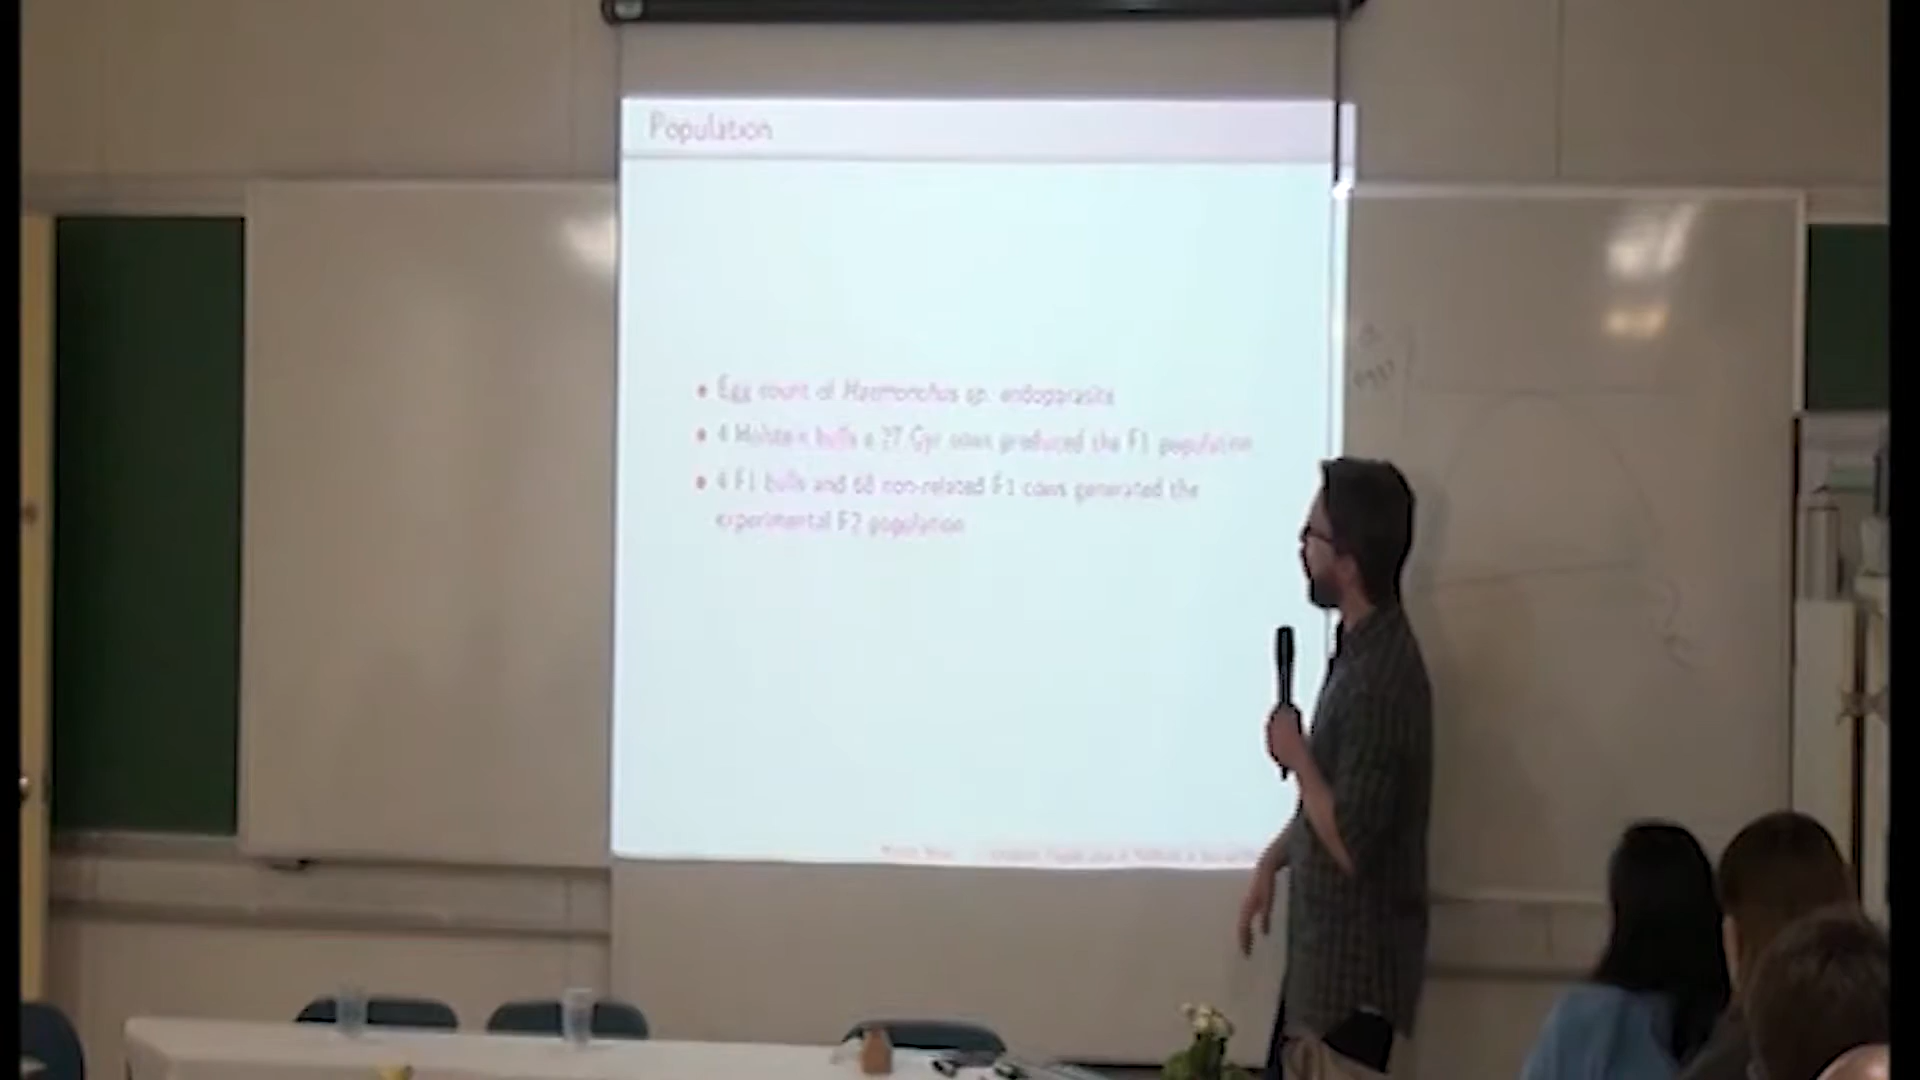 Population
• Egg count of Haemonchus sp. endoparasite
• 4 Holstein bulls e 27 Gyr cows produced the F1 population
• 4 F1 bulls and 68 non-related F1 cows generated the
experimental F2 population